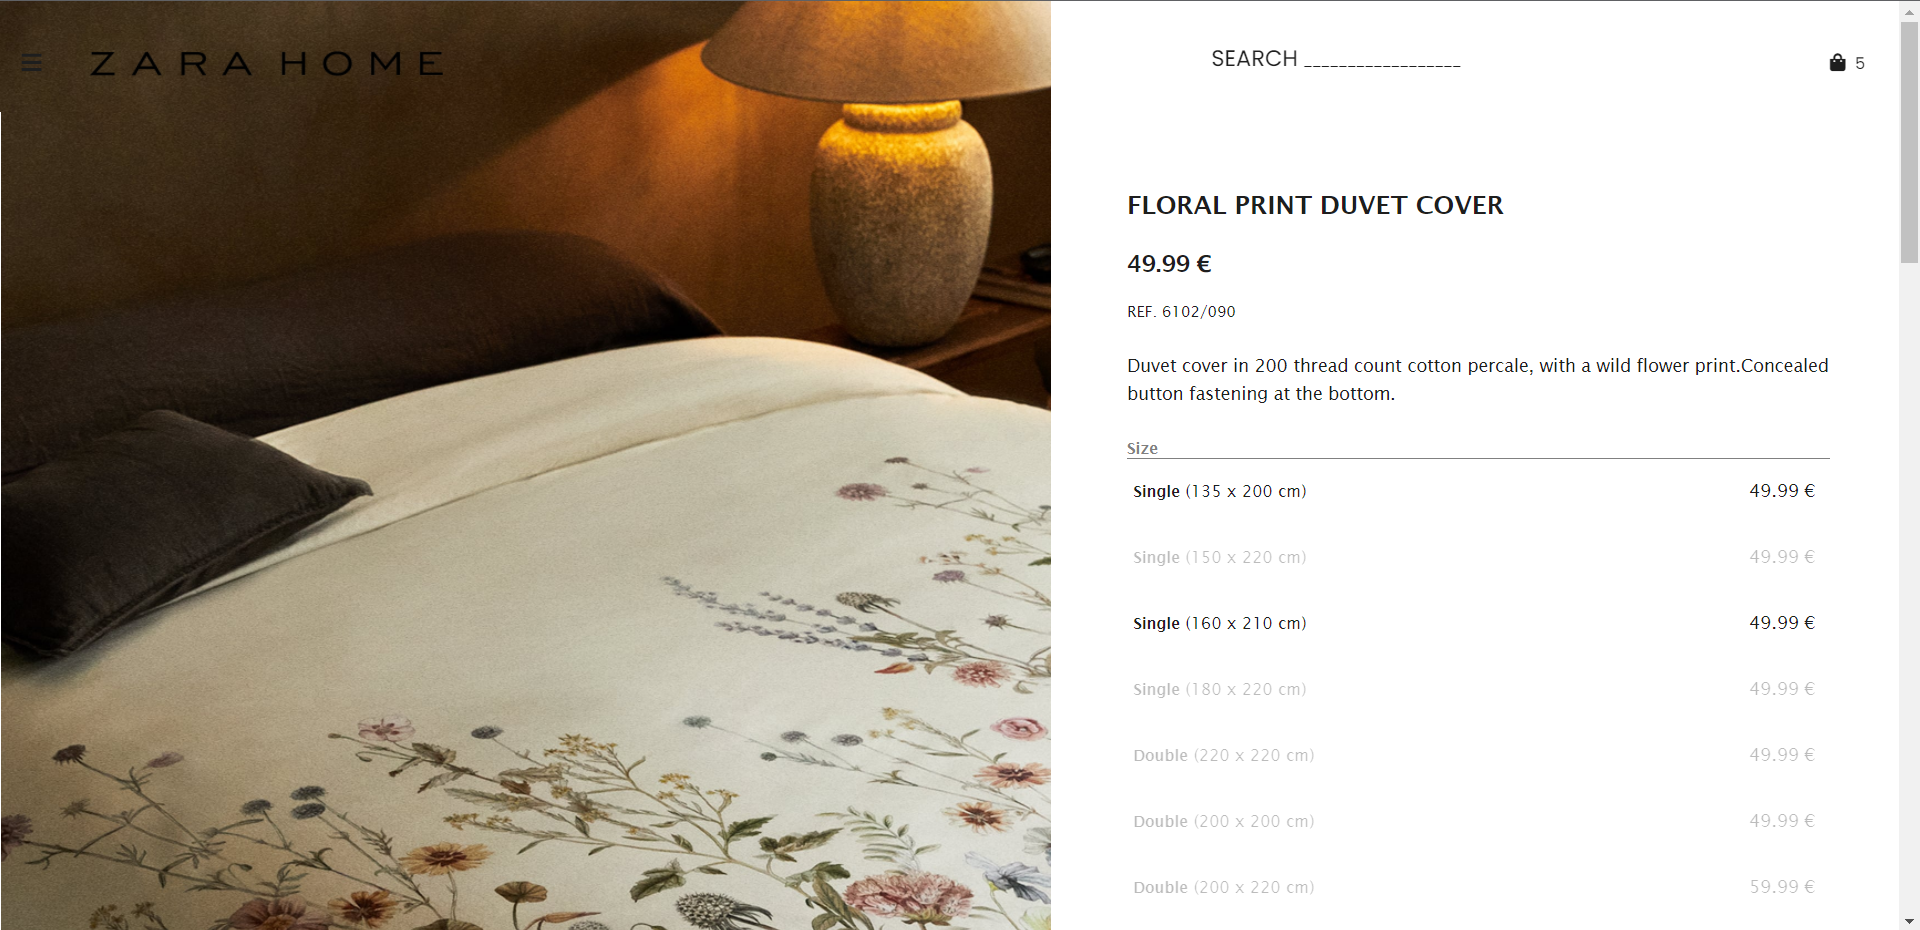 ZARA HOME
SEARCH __________________
5
FLORAL PRINT DUVET COVER
49.99 €
REF. 6102/090
Duvet cover in 200 thread count cotton percale, with a wild flower print.Concealed
button fastening at the bottom.
Size
Single (135 x 200 cm) 49.99 €
Single (150 x 220 cm) 49.99 €
Single (160 x 210 cm) 49.99 €
Single (180 x 220 cm) 49.99 €
Double (220 x 220 cm) 49.99 €
Double (200 x 200 cm) 49.99 €
Double (200 x 220 cm) 59.99 €